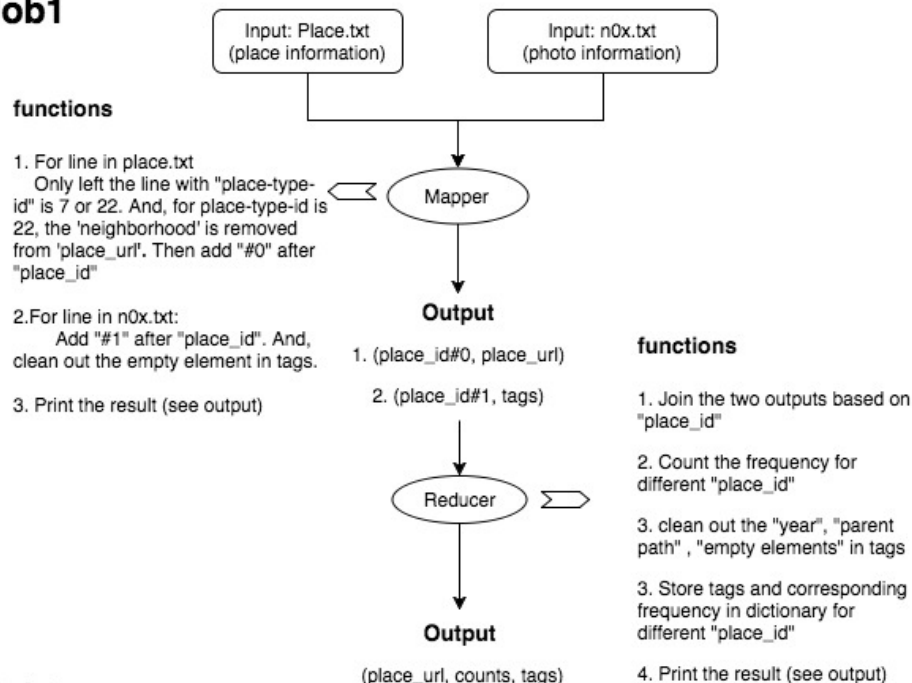 ob1
Input: Place.txt
(place information)
Input: n0x.txt
(photo information)
functions
1. For line in place.txt
Only left the line with "place-type-
id" is 7 or 22. And, for place-type-id is
22, the 'neighborhood' is removed
from 'place_url'. Then add "#0" after
"place_id"
2.For line in n0x.txt:
Add "#1" after "place_id". And,
clean out the empty element in tags.
3. Print the result (see output)
Mapper
Output
1. (place_id#0, place_url)
2. (place_id#1, tags)
Reducer
functions
1. Join the two outputs based on
"place_id"
2. Count the frequency for
different "place_id"
3. clean out the "year", "parent
path" , "empty elements" in tags
3. Store tags and corresponding
frequency in dictionary for
different "place_id"
4. Print the result (see output)
Output
(place_url, counts, tags)